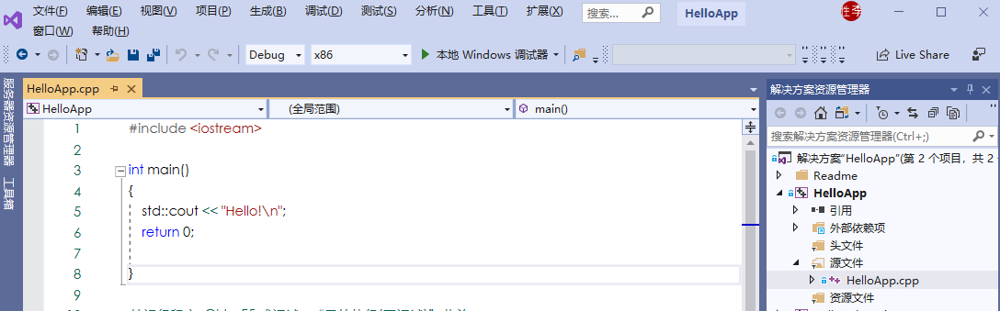 文件(F) 编辑(E) 视图(V) 项目(P) 生成(B) 调试(D) 测试(S) 分析(N) 工具(T) 扩展(X) 搜索... HelloApp 胜李
窗口(W) 帮助(H)
Debug x86 本地 Windows 调试器 Live Share
服务器资源管理器
工具箱
HelloApp.cpp
HelloApp (全局范围) main()
1 #include <iostream>
2
3 int main()
4 {
5 std::cout << "Hello!\n";
6 return 0;
7
8 }
9
解决方案资源管理器
搜索解决方案资源管理器(Ctrl+;)
解决方案"HelloApp"(第 2 个项目，共 2
Readme
HelloApp
引用
外部依赖项
头文件
源文件
HelloApp.cpp
资源文件